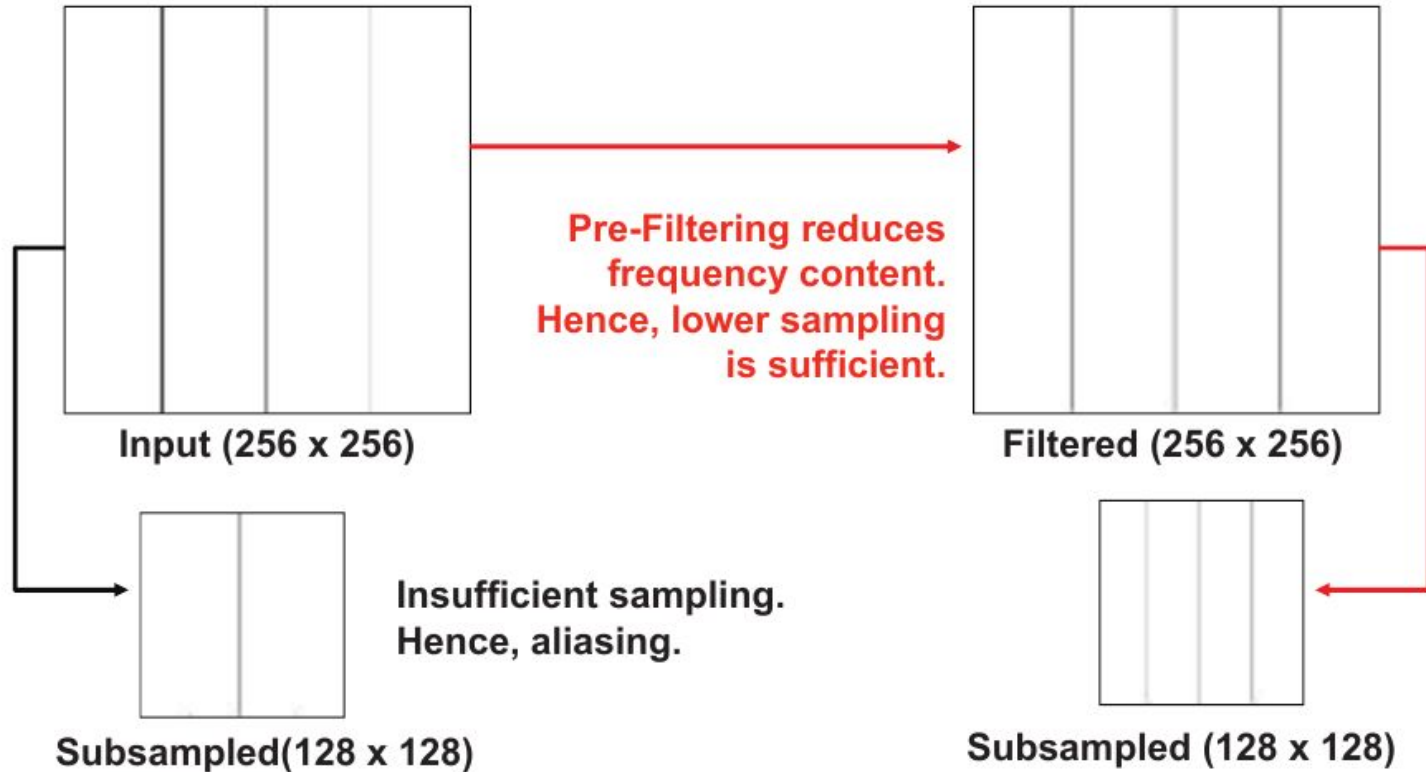 Pre-Filtering reduces
frequency content.
Hence, lower sampling
is sufficient.
Input (256 x 256)
Filtered (256 x 256)
Insufficient sampling.
Hence, aliasing.
Subsampled(128 x 128)
Subsampled (128 x 128)